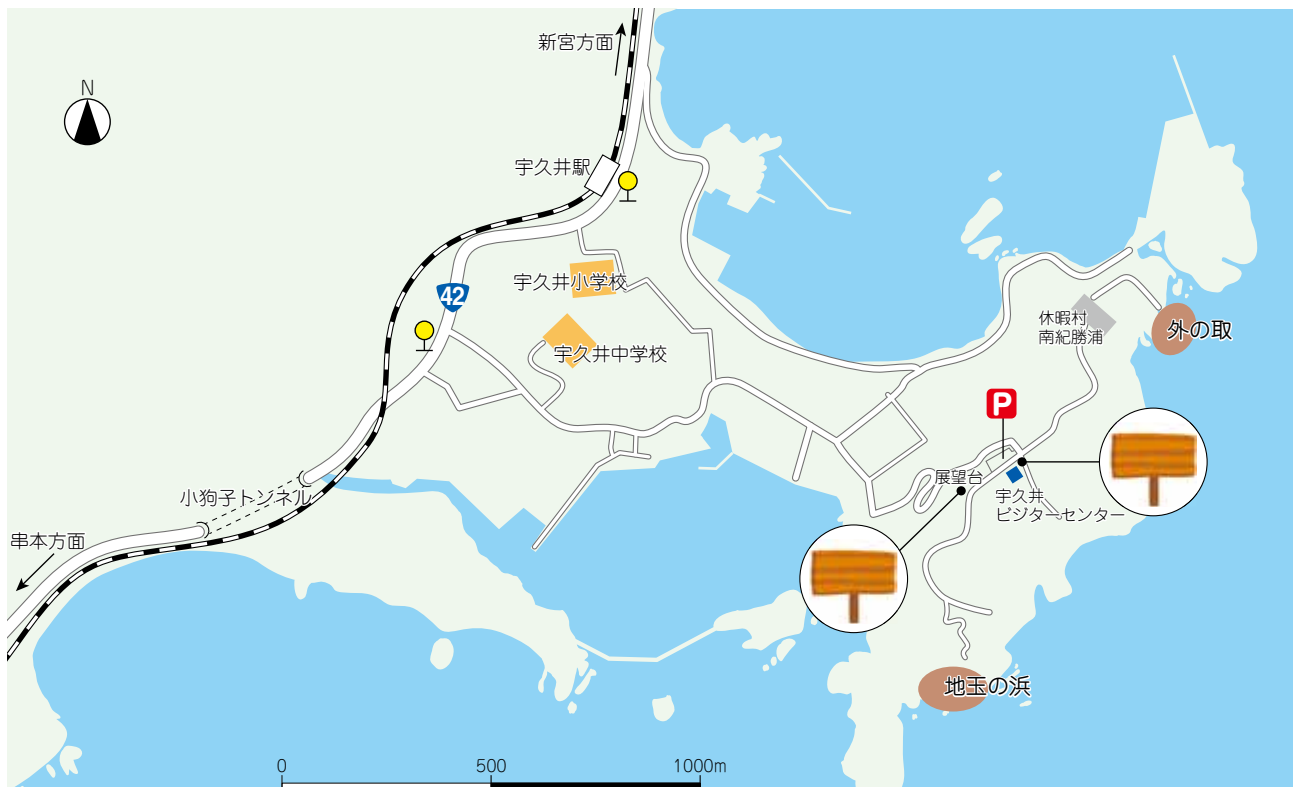 新宮方面
N
宇久井駅
宇久井小学校
42
宇久井中学校
休暇村
南紀勝浦
外の取
P
展望台
宇久井
ビジターセンター
小狗子トンネル
串本方面
地玉の浜
0 500 1000m